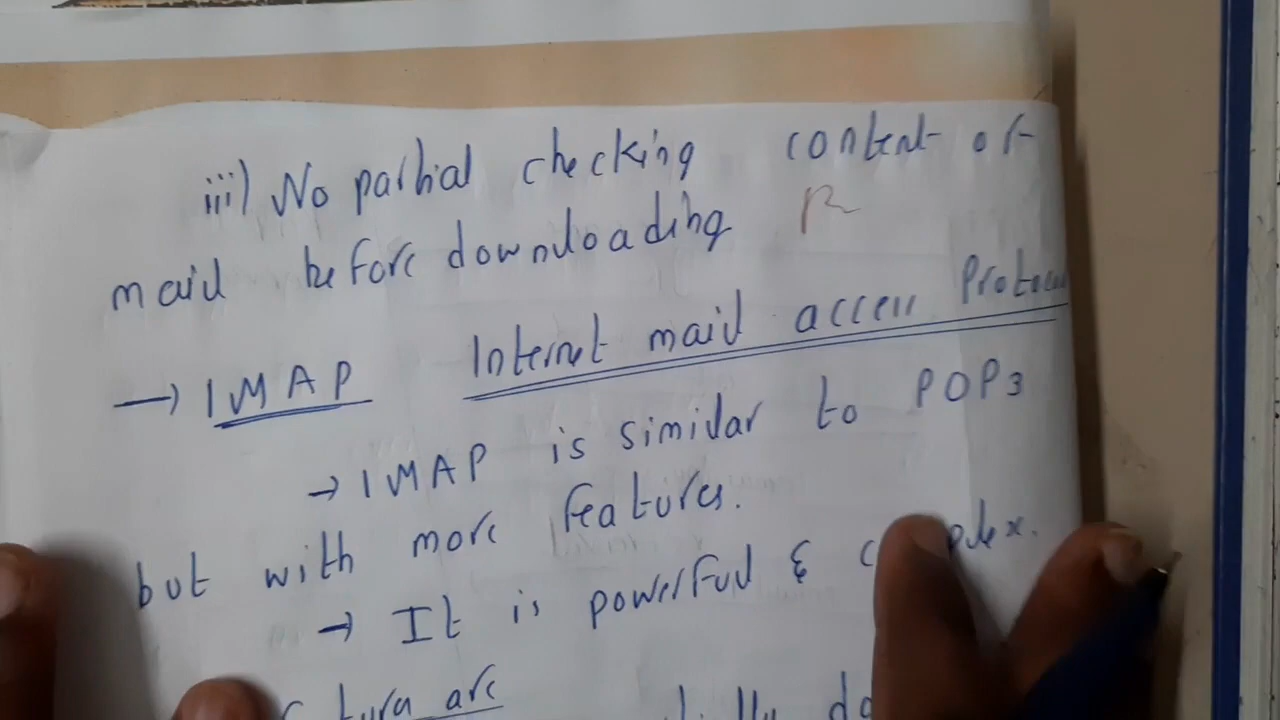 iii) No partial checking content of
mail before downloading
→ IMAP Internet mail access Protocol
→ IMAP is similar to POP3
but with more features.
→ It is powerful &
are